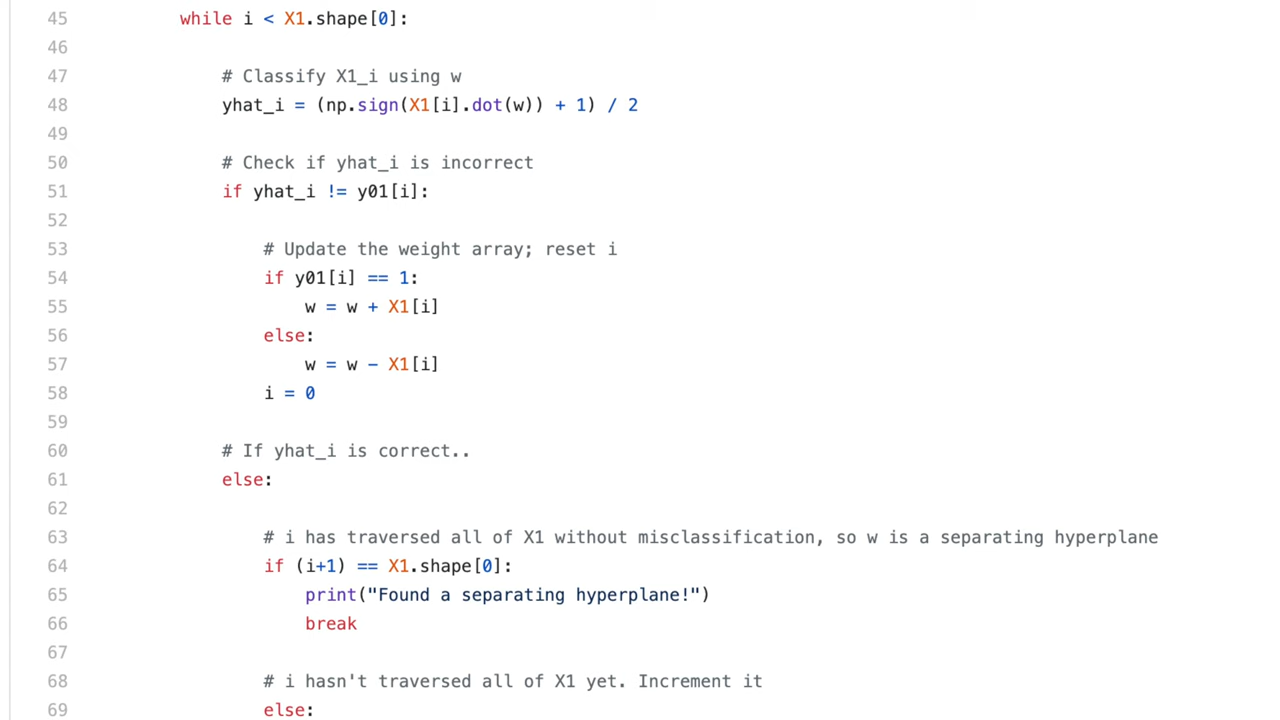 45 while i < X1.shape[0]:
46
47 # Classify X1_i using w
48 yhat_i = (np.sign(X1[i].dot(w)) + 1) / 2
49
50 # Check if yhat_i is incorrect
51 if yhat_i != y01[i]:
52
53 # Update the weight array; reset i
54 if y01[i] == 1:
55 w = w + X1[i]
56 else:
57 w = w − X1[i]
58 i = 0
59
60 # If yhat_i is correct..
61 else:
62
63 # i has traversed all of X1 without misclassification, so w is a separating hyperplane
64 if (i+1) == X1.shape[0]:
65 print("Found a separating hyperplane!")
66 break
67
68 # i hasn't traversed all of X1 yet. Increment it
69 else: